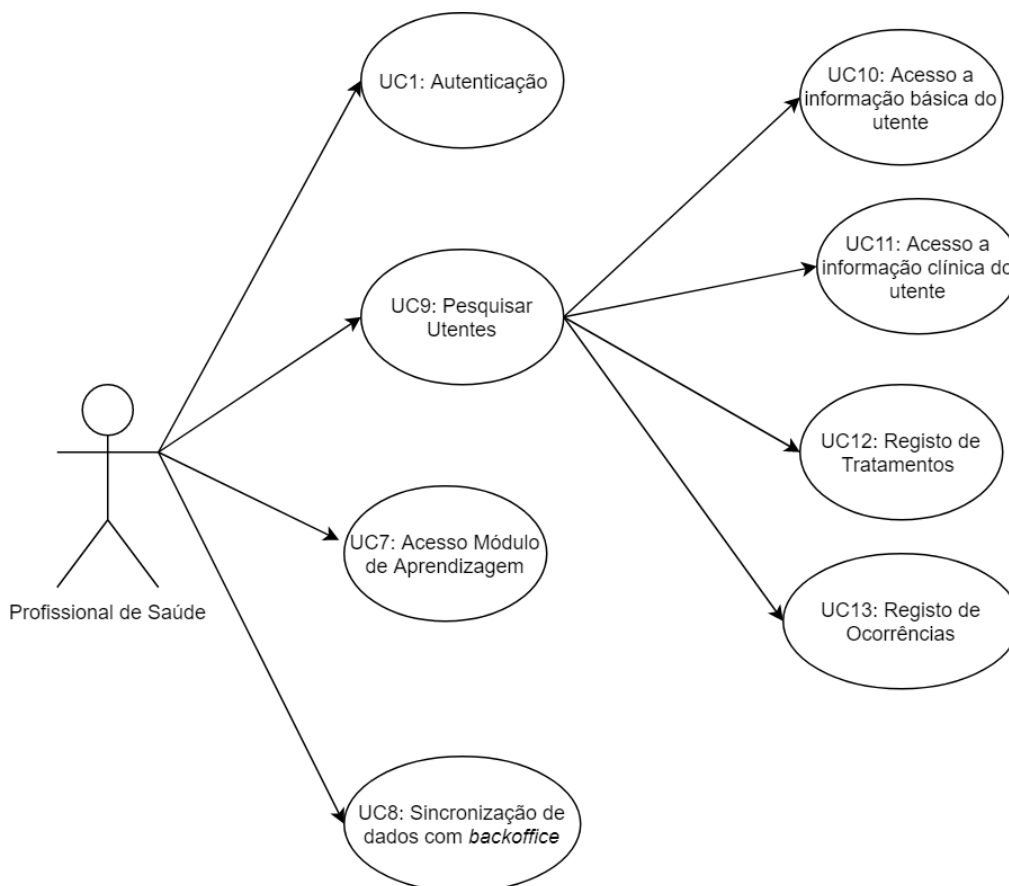 UC1: Autenticação
UC10: Acesso a
informação básica do
utente
UC11: Acesso a
informação clínica do
utente
UC9: Pesquisar
Utentes
UC12: Registo de
Tratamentos
UC7: Acesso Módulo
de Aprendizagem
Profissional de Saúde
UC13: Registo de
Ocorrências
UC8: Sincronização de
dados com backoffice